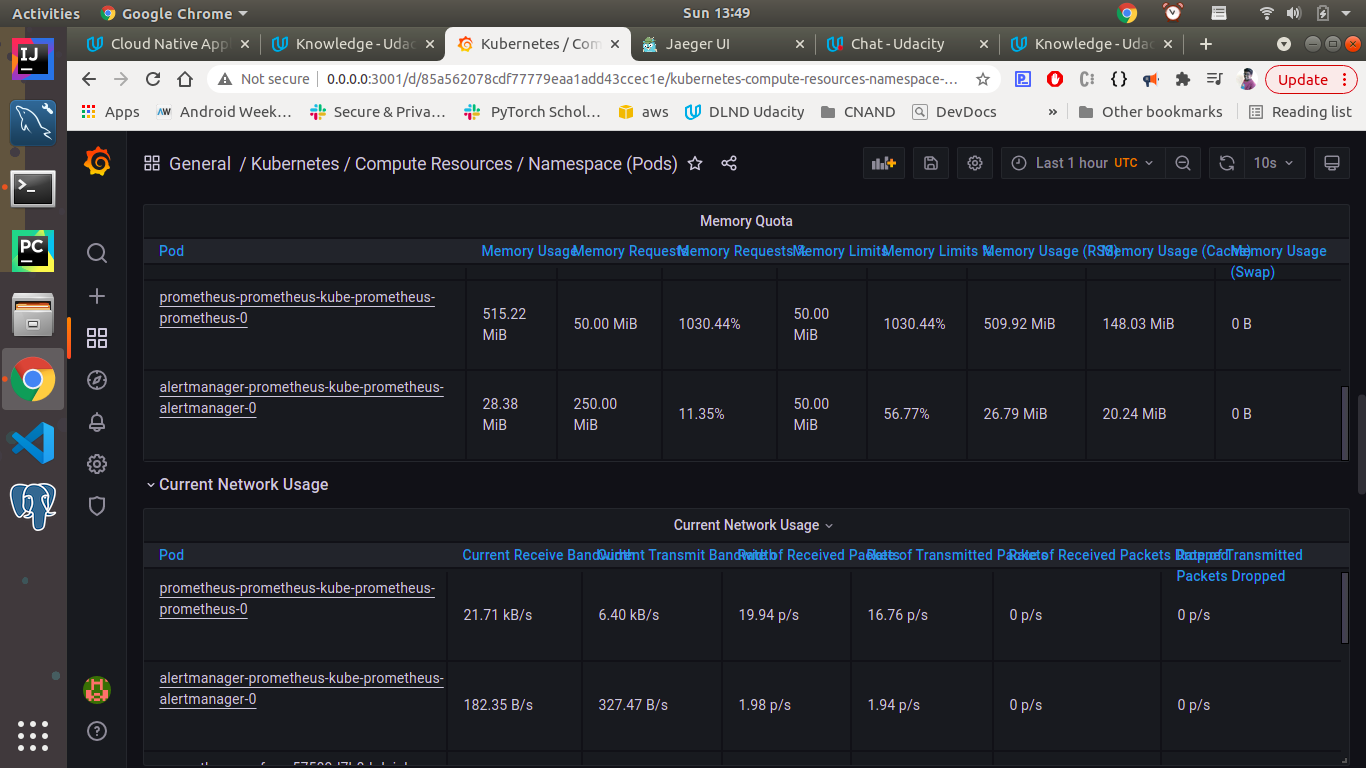 Activities Google Chrome Sun 13:49
Cloud Native App Knowledge - Udac Kubernetes / Com Jaeger UI Chat - Udacity Knowledge - Udac
Not secure 0.0.0.0:3001/d/85a562078cdf77779eaa1add43ccec1e/kubernetes-compute-resources-namespace-... Update
Apps Android Week... Secure & Priva... PyTorch Schol... aws DLND Udacity CNAND DevDocs » Other bookmarks Reading list
General / Kubernetes / Compute Resources / Namespace (Pods) Last 1 hour UTC 10s
Memory Quota
Pod Memory Usage Memory Requests Memory Requests % Memory Limits Memory Limits % Memory Usage (RSS) Memory Usage (Cache) Memory Usage
(Swap)
prometheus-prometheus-kube-prometheus-
prometheus-0
515.22
MiB
50.00 MiB
1030.44%
50.00
MiB
1030.44%
509.92 MiB
148.03 MiB
0 B
alertmanager-prometheus-kube-prometheus-
alertmanager-0
28.38
MiB
250.00
MiB
11.35%
50.00
MiB
56.77%
26.79 MiB
20.24 MiB
0 B
Current Network Usage
Current Network Usage
Pod Current Receive Bandwidth Current Transmit Bandwidth Rate of Received Packets Rate of Transmitted Packets Rate of Received Packets Dropped Rate of Transmitted
Packets Dropped
prometheus-prometheus-kube-prometheus-
prometheus-0
21.71 kB/s 6.40 kB/s 19.94 p/s 16.76 p/s 0 p/s 0 p/s
alertmanager-prometheus-kube-prometheus-
alertmanager-0
182.35 B/s 327.47 B/s 1.98 p/s 1.94 p/s 0 p/s 0 p/s